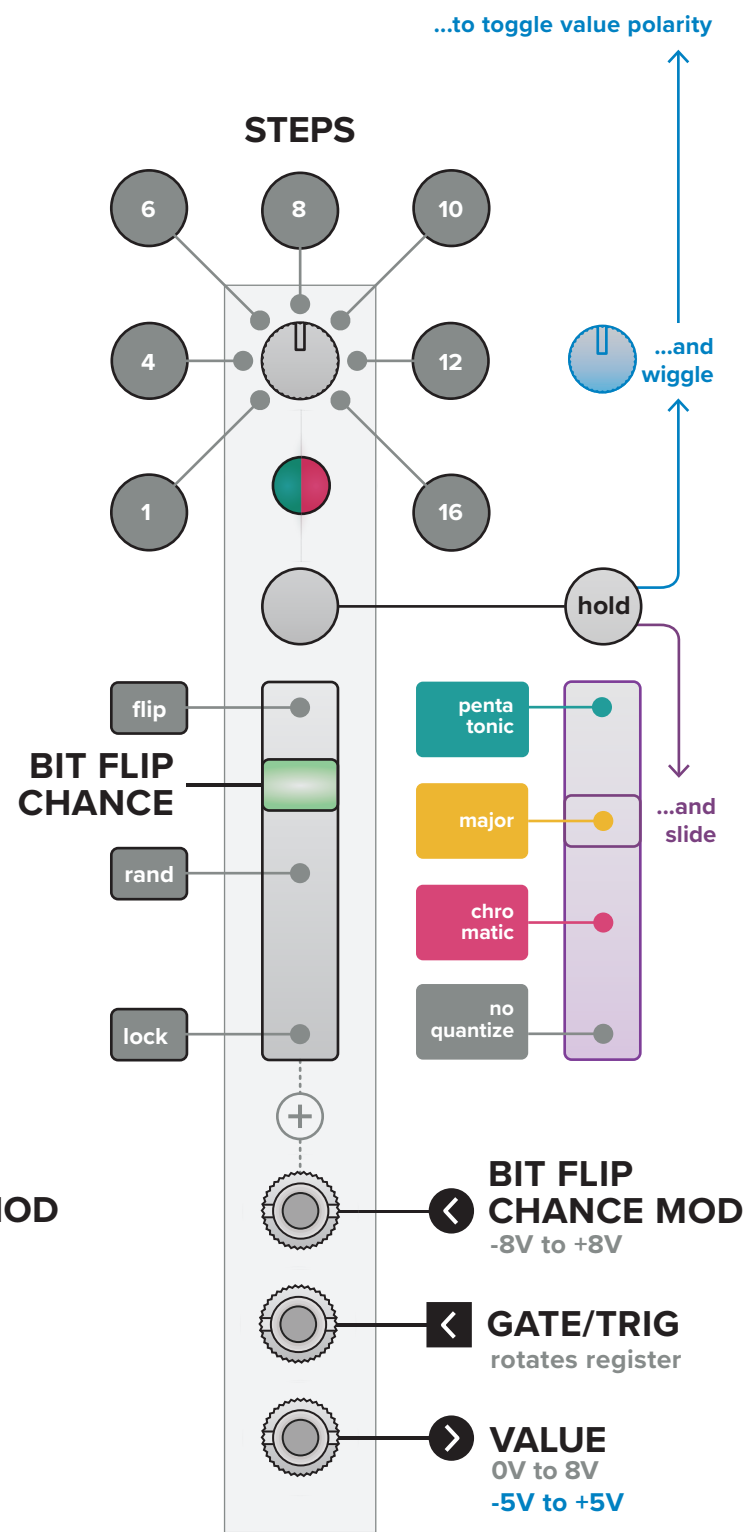 ...to toggle value polarity
STEPS
6
8
10
4
12
...and
wiggle
1
16
hold
flip
penta
tonic
BIT FLIP
CHANCE
major
...and
slide
rand
chro
matic
no
quantize
lock
BIT FLIP
CHANCE MOD
-8V to +8V
GATE/TRIG
rotates register
VALUE
0V to 8V
-5V to +5V